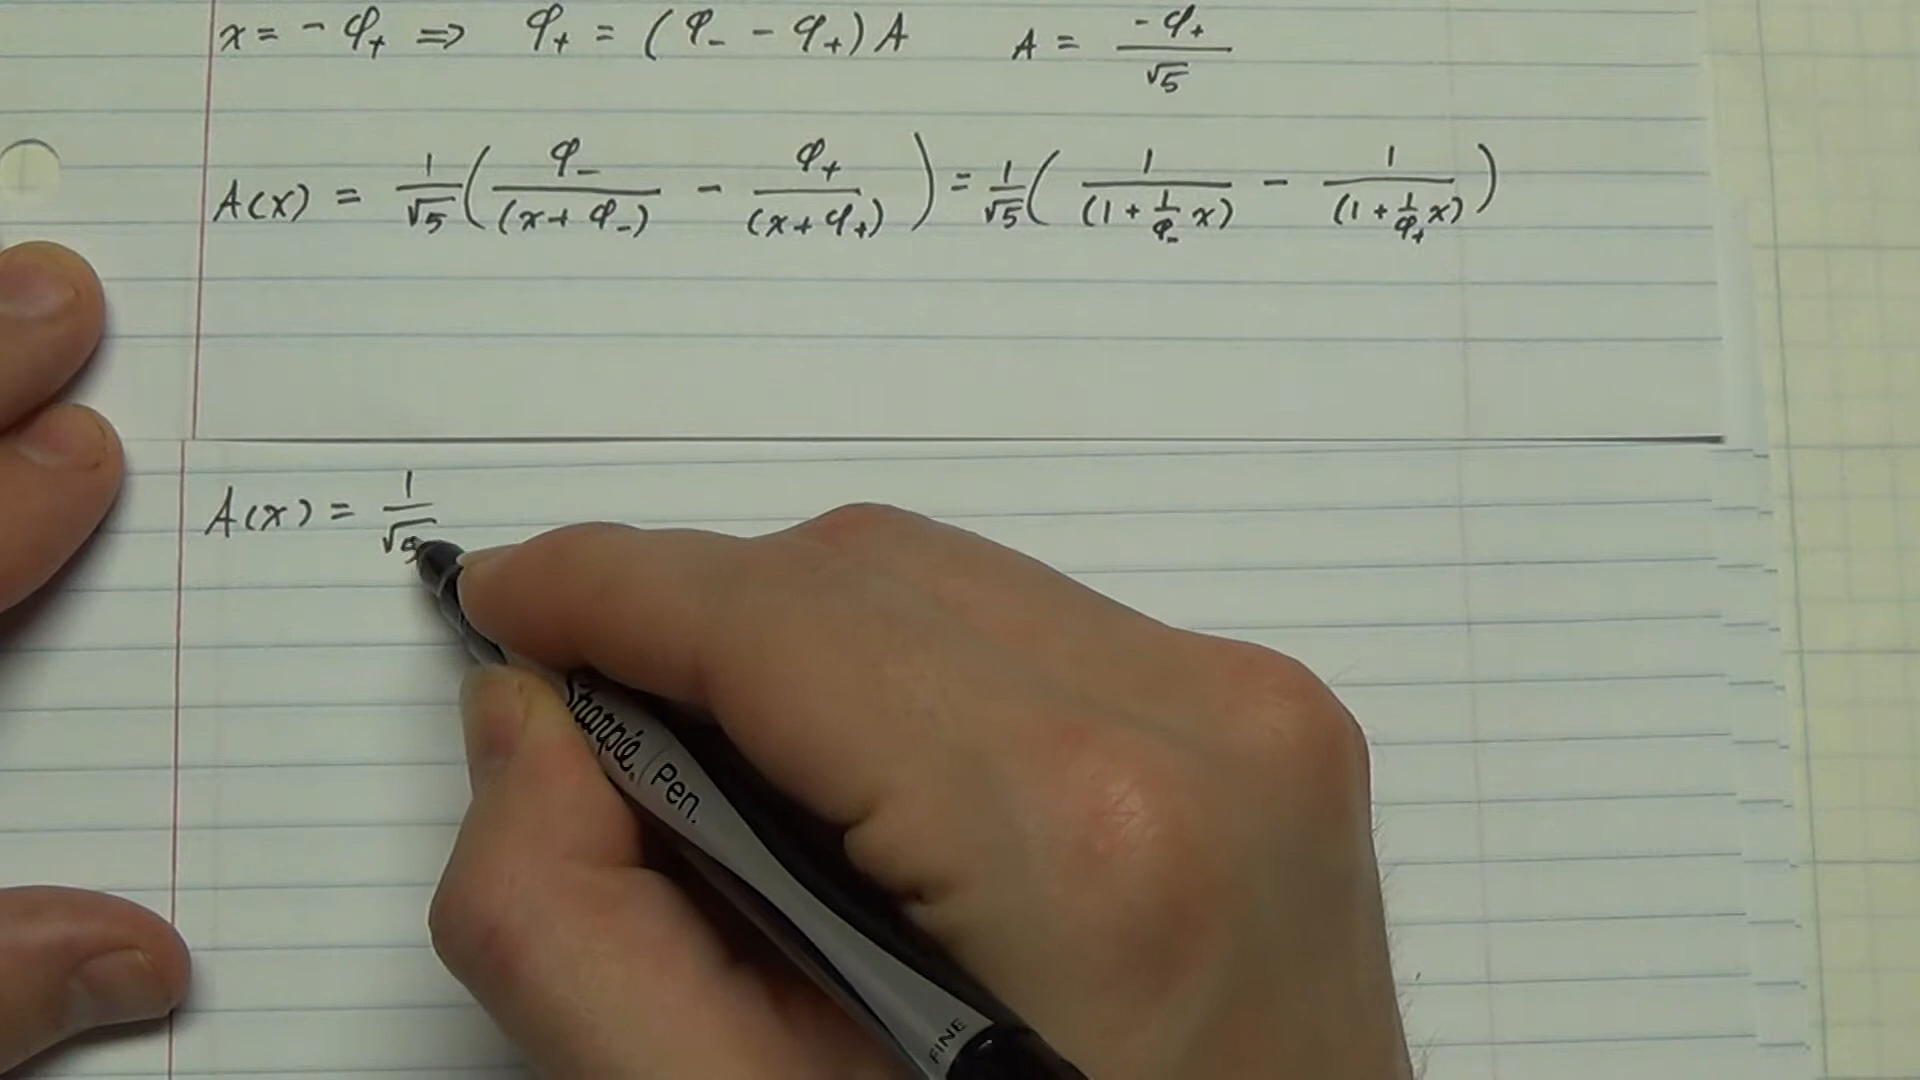 x = - φ₊ ⇒ φ₊ = (φ₋ - φ₊) A A = -φ₊/√5
A(x) = 1/√5 ( φ₋/(x + φ₋) - φ₊/(x + φ₊) ) = 1/√5 ( 1/(1 + 1/φ₋ x) - 1/(1 + 1/φ₊ x) )
A(x) = 1/√5
Sharpie. Pen.
FINE